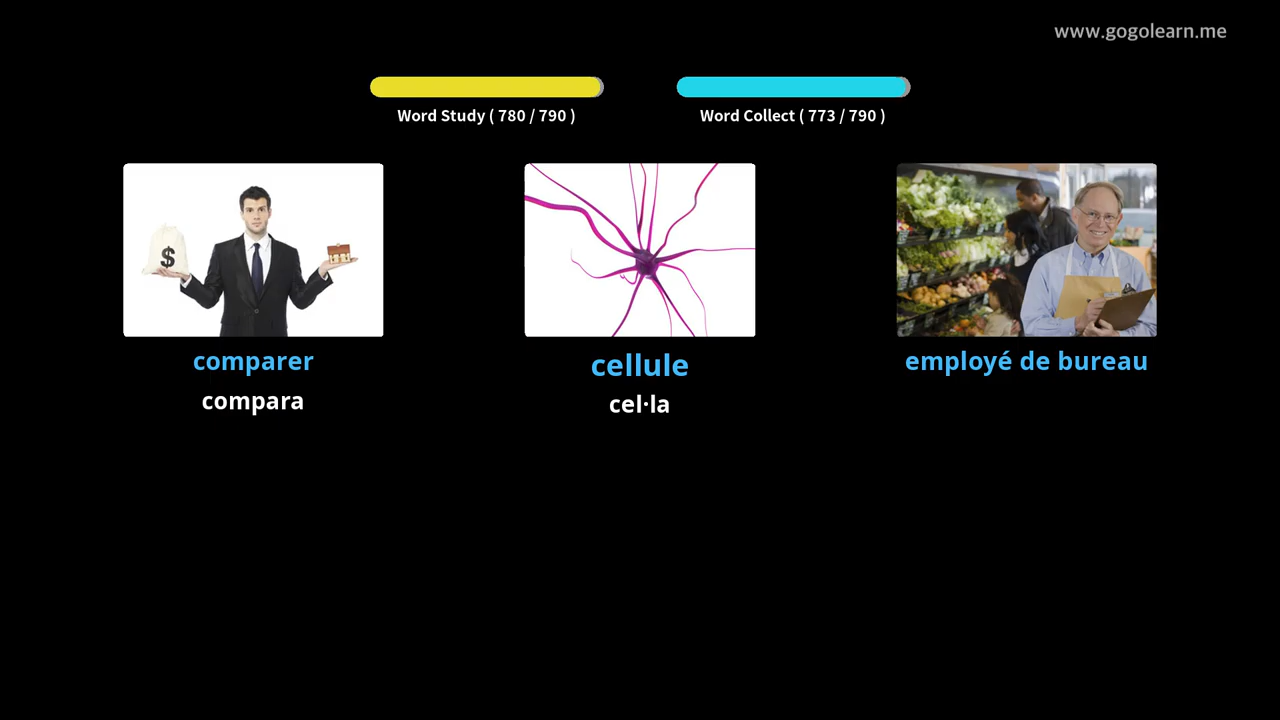 www.gogolearn.me
Word Study ( 780 / 790 )
Word Collect ( 773 / 790 )
$
comparer
compara
cellule
cel·la
employé de bureau